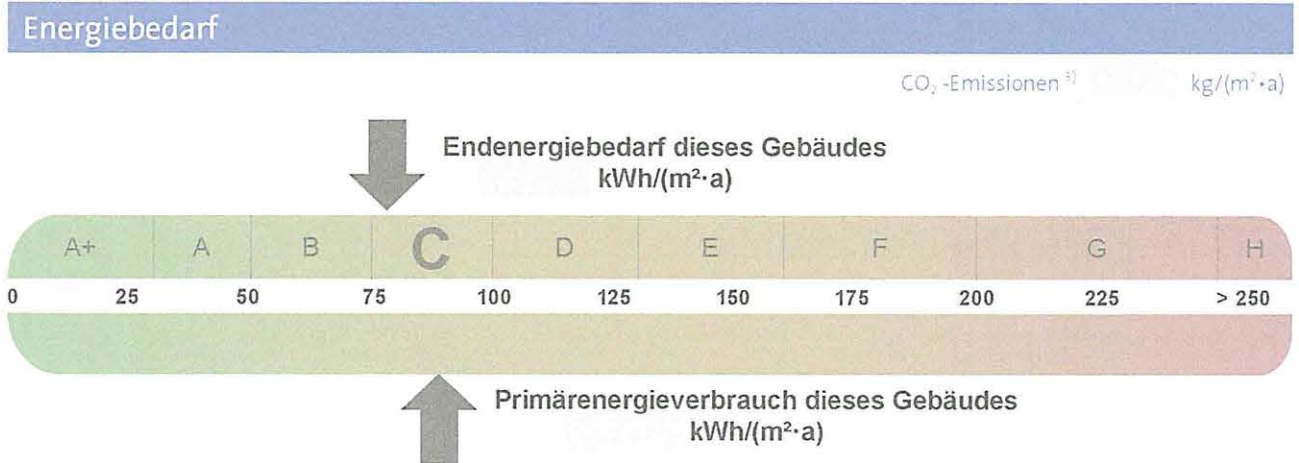 Energiebedarf
CO₂-Emissionen ³⁾ kg/(m²·a)
Endenergiebedarf dieses Gebäudes
kWh/(m²·a)
A+ A B C D E F G H
0 25 50 75 100 125 150 175 200 225 > 250
Primärenergieverbrauch dieses Gebäudes
kWh/(m²·a)